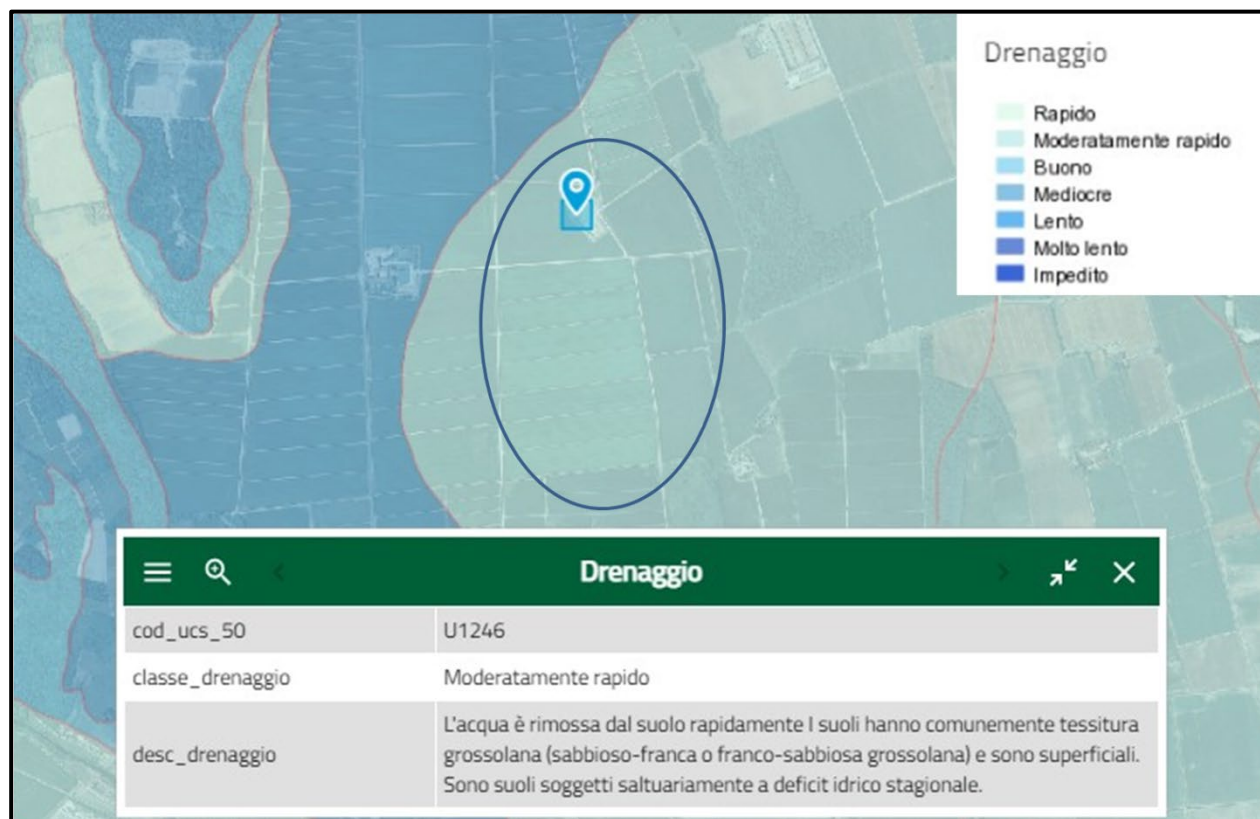 Drenaggio
Rapido
Moderatamente rapido
Buono
Mediocre
Lento
Molto lento
Impedito
Drenaggio
cod_ucs_50 U1246
classe_drenaggio Moderatamente rapido
desc_drenaggio L'acqua è rimossa dal suolo rapidamente I suoli hanno comunemente tessitura
grossolana (sabbioso-franca o franco-sabbiosa grossolana) e sono superficiali.
Sono suoli soggetti saltuariamente a deficit idrico stagionale.